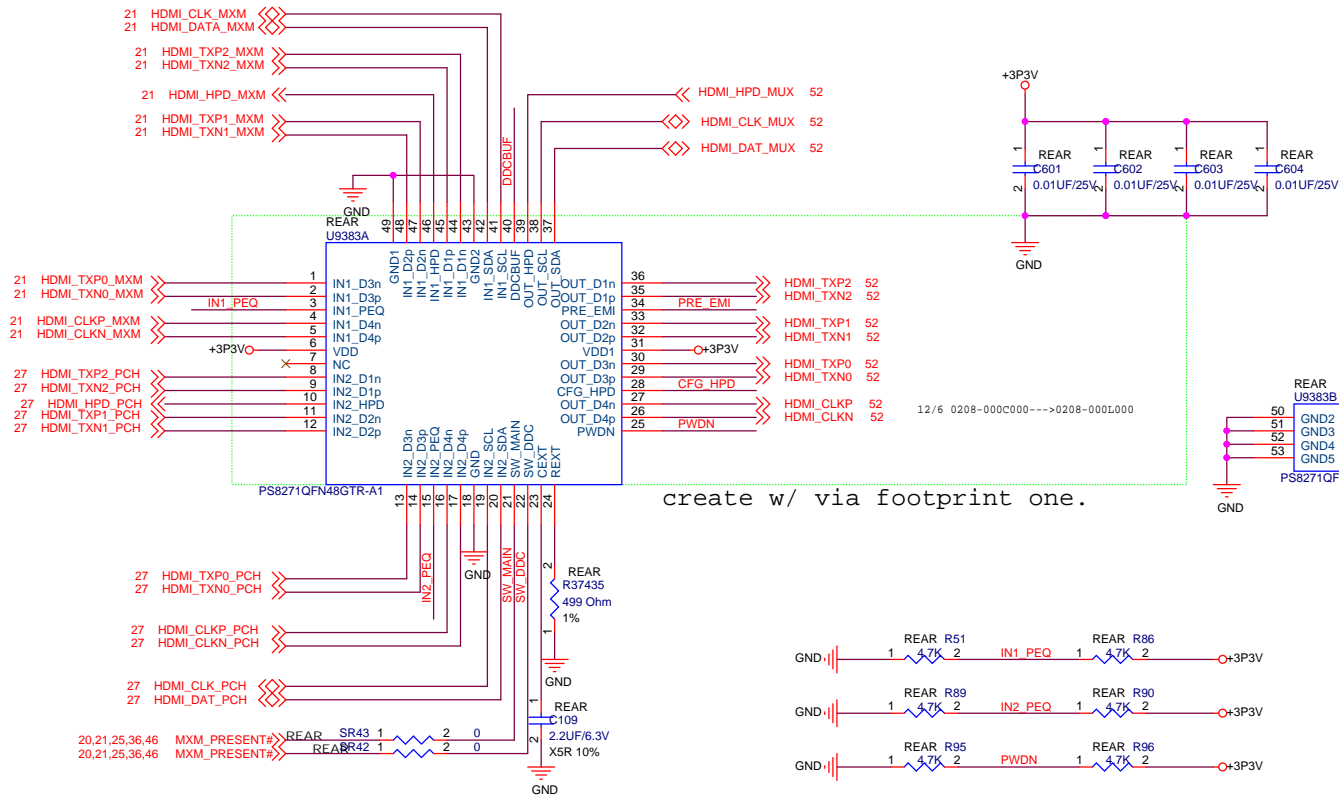 21 HDMI_CLK_MXM
21 HDMI_DATA_MXM
21 HDMI_TXP2_MXM
21 HDMI_TXN2_MXM
21 HDMI_HPD_MXM
21 HDMI_TXP1_MXM
21 HDMI_TXN1_MXM
HDMI_HPD_MUX 52
HDMI_CLK_MUX 52
HDMI_DAT_MUX 52
DDCBUF
GND
+3P3V
1 REAR C601 2 0.01UF/25V
1 REAR C602 2 0.01UF/25V
1 REAR C603 2 0.01UF/25V
1 REAR C604 2 0.01UF/25V
GND
REAR
U9383A
49 48 47 46 45 44 43 42 41 40 39 38 37
GND1 IN1_D2p IN1_D2n IN1_HPD IN1_D1p IN1_D1n GND2 IN1_SDA IN1_SCL DDCBUF OUT_HPD OUT_SCL OUT_SDA
21 HDMI_TXP0_MXM 1 IN1_D3n
21 HDMI_TXN0_MXM 2 IN1_D3p
IN1_PEQ 3 IN1_PEQ
21 HDMI_CLKP_MXM 4 IN1_D4n
21 HDMI_CLKN_MXM 5 IN1_D4p
+3P3V 6 VDD
7 NC
27 HDMI_TXP2_PCH 8 IN2_D1n
27 HDMI_TXN2_PCH 9 IN2_D1p
27 HDMI_HPD_PCH 10 IN2_HPD
27 HDMI_TXP1_PCH 11 IN2_D2n
27 HDMI_TXN1_PCH 12 IN2_D2p
OUT_D1n 36 HDMI_TXP2 52
OUT_D1p 35 HDMI_TXN2 52
PRE_EMI 34 PRE_EMI
OUT_D2n 33 HDMI_TXP1 52
OUT_D2p 32 HDMI_TXN1 52
VDD1 31 +3P3V
OUT_D3n 30 HDMI_TXP0 52
OUT_D3p 29 HDMI_TXN0 52
CFG_HPD 28 CFG_HPD
OUT_D4n 27 HDMI_CLKP 52
OUT_D4p 26 HDMI_CLKN 52
PWDN 25 PWDN
12/6 0208-000C000--->0208-000L000
REAR
U9383B
50 GND2
51 GND3
52 GND4
53 GND5
PS8271QF
GND
IN2_D3n IN2_D3p IN2_PEQ IN2_D4n IN2_D4p GND IN2_SCL IN2_SDA SW_MAIN SW_DDC CEXT REXT
PS8271QFN48GTR-A1
13 14 15 16 17 18 19 20 21 22 23 24
create w/ via footprint one.
IN2_PEQ
GND
SW_MAIN
SW_DDC
27 HDMI_TXP0_PCH
27 HDMI_TXN0_PCH
27 HDMI_CLKP_PCH
27 HDMI_CLKN_PCH
27 HDMI_CLK_PCH
27 HDMI_DAT_PCH
2
REAR
R37435
499 Ohm
1%
1
GND
1
REAR
C109
2.2UF/6.3V
2
X5R 10%
GND
20,21,25,36,46 MXM_PRESENT# REAR SR43 1 2 0
20,21,25,36,46 MXM_PRESENT# REAR SR42 1 2 0
GND 1 REAR R51 4.7K 2 IN1_PEQ 1 REAR R86 4.7K 2 +3P3V
GND 1 REAR R89 4.7K 2 IN2_PEQ 1 REAR R90 4.7K 2 +3P3V
GND 1 REAR R95 4.7K 2 PWDN 1 REAR R96 4.7K 2 +3P3V